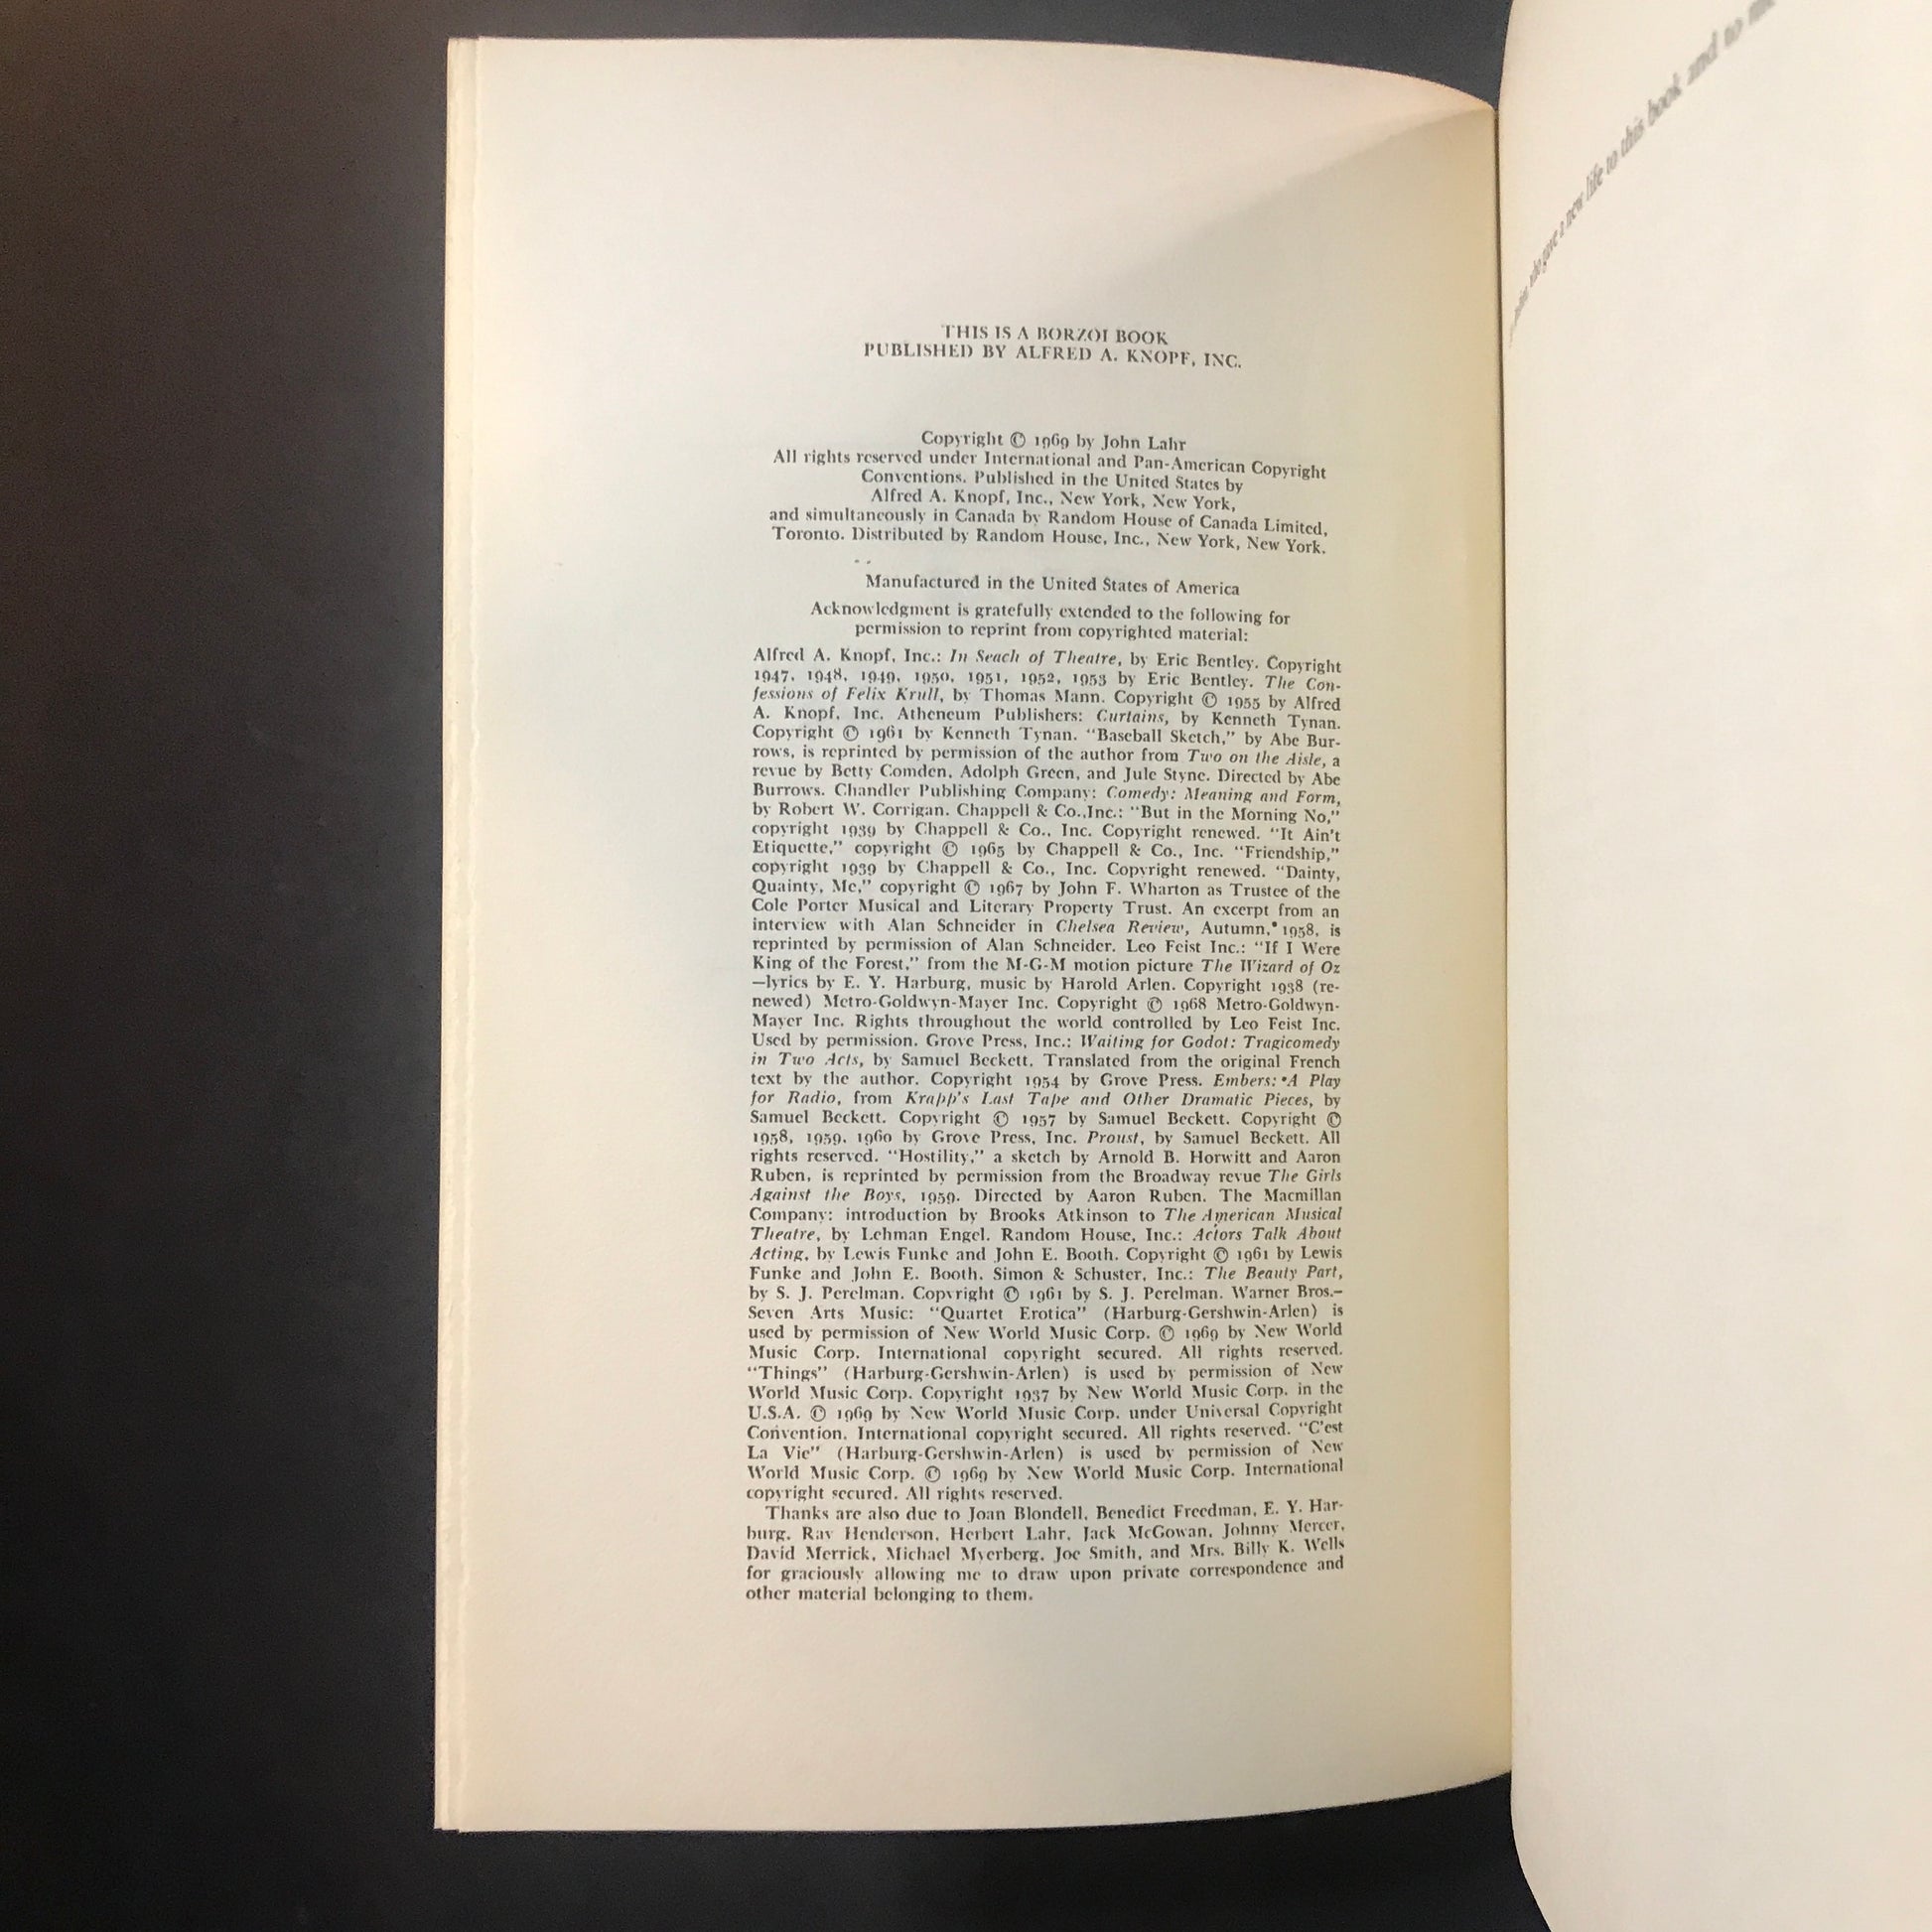 THIS IS A BORZOI BOOK
PUBLISHED BY ALFRED A. KNOPF, INC.
Copyright © 1969 by John Lahr
All rights reserved under International and Pan-American Copyright
Conventions. Published in the United States by
Alfred A. Knopf, Inc., New York, New York,
and simultaneously in Canada by Random House of Canada Limited,
Toronto. Distributed by Random House, Inc., New York, New York.
Manufactured in the United States of America
Acknowledgment is gratefully extended to the following for
permission to reprint from copyrighted material:
Alfred A. Knopf, Inc.: In Seach of Theatre, by Eric Bentley. Copyright
1947, 1948, 1949, 1950, 1951, 1952, 1953 by Eric Bentley. The Con-
fessions of Felix Krull, by Thomas Mann. Copyright © 1955 by Alfred
A. Knopf, Inc. Atheneum Publishers: Curtains, by Kenneth Tynan.
Copyright © 1961 by Kenneth Tynan. "Baseball Sketch," by Abe Bur-
rows, is reprinted by permission of the author from Two on the Aisle, a
revue by Betty Comden, Adolph Green, and Jule Styne. Directed by Abe
Burrows. Chandler Publishing Company: Comedy: Meaning and Form,
by Robert W. Corrigan. Chappell & Co.,Inc.: "But in the Morning No,"
copyright 1939 by Chappell & Co., Inc. Copyright renewed. "It Ain't
Etiquette," copyright © 1965 by Chappell & Co., Inc. "Friendship,"
copyright 1939 by Chappell & Co., Inc. Copyright renewed. "Dainty,
Quainty, Me," copyright © 1967 by John F. Wharton as Trustee of the
Cole Porter Musical and Literary Property Trust. An excerpt from an
interview with Alan Schneider in Chelsea Review, Autumn, 1958, is
reprinted by permission of Alan Schneider. Leo Feist Inc.: "If I Were
King of the Forest," from the M-G-M motion picture The Wizard of Oz
—lyrics by E. Y. Harburg, music by Harold Arlen. Copyright 1938 (re-
newed) Metro-Goldwyn-Mayer Inc. Copyright © 1968 Metro-Goldwyn-
Mayer Inc. Rights throughout the world controlled by Leo Feist Inc.
Used by permission. Grove Press, Inc.: Waiting for Godot: Tragicomedy
in Two Acts, by Samuel Beckett. Translated from the original French
text by the author. Copyright 1954 by Grove Press. Embers: A Play
for Radio, from Krapp's Last Tape and Other Dramatic Pieces, by
Samuel Beckett. Copyright © 1957 by Samuel Beckett. Copyright ©
1958, 1959, 1960 by Grove Press, Inc. Proust, by Samuel Beckett. All
rights reserved. "Hostility," a sketch by Arnold B. Horwitt and Aaron
Ruben, is reprinted by permission from the Broadway revue The Girls
Against the Boys, 1959. Directed by Aaron Ruben. The Macmillan
Company: introduction by Brooks Atkinson to The American Musical
Theatre, by Lehman Engel. Random House, Inc.: Actors Talk About
Acting, by Lewis Funke and John E. Booth. Copyright © 1961 by Lewis
Funke and John E. Booth. Simon & Schuster, Inc.: The Beauty Part,
by S. J. Perelman. Copyright © 1961 by S. J. Perelman. Warner Bros.–
Seven Arts Music: "Quartet Erotica" (Harburg-Gershwin-Arlen) is
used by permission of New World Music Corp. © 1969 by New World
Music Corp. International copyright secured. All rights reserved.
"Things" (Harburg-Gershwin-Arlen) is used by permission of New
World Music Corp. Copyright 1937 by New World Music Corp. in the
U.S.A. © 1969 by New World Music Corp. under Universal Copyright
Convention. International copyright secured. All rights reserved. "C'est
La Vie" (Harburg-Gershwin-Arlen) is used by permission of New
World Music Corp. © 1969 by New World Music Corp. International
copyright secured. All rights reserved.
Thanks are also due to Joan Blondell, Benedict Freedman, E. Y. Har-
burg, Ray Henderson, Herbert Lahr, Jack McGowan, Johnny Mercer,
David Merrick, Michael Myerberg, Joe Smith, and Mrs. Billy K. Wells
for graciously allowing me to draw upon private correspondence and
other material belonging to them.
who gave a new life to this book and to